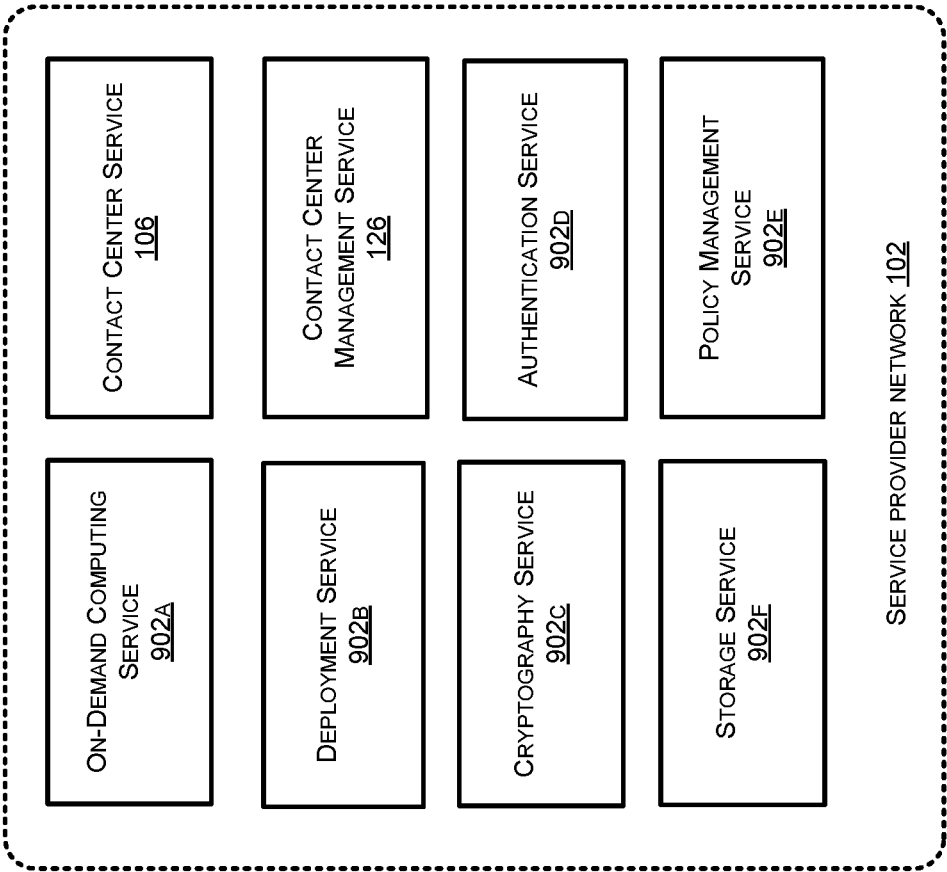 ON-DEMAND COMPUTING
SERVICE
902A
CONTACT CENTER SERVICE
106
DEPLOYMENT SERVICE
902B
CONTACT CENTER
MANAGEMENT SERVICE
126
CRYPTOGRAPHY SERVICE
902C
AUTHENTICATION SERVICE
902D
STORAGE SERVICE
902F
POLICY MANAGEMENT
SERVICE
902E
SERVICE PROVIDER NETWORK 102